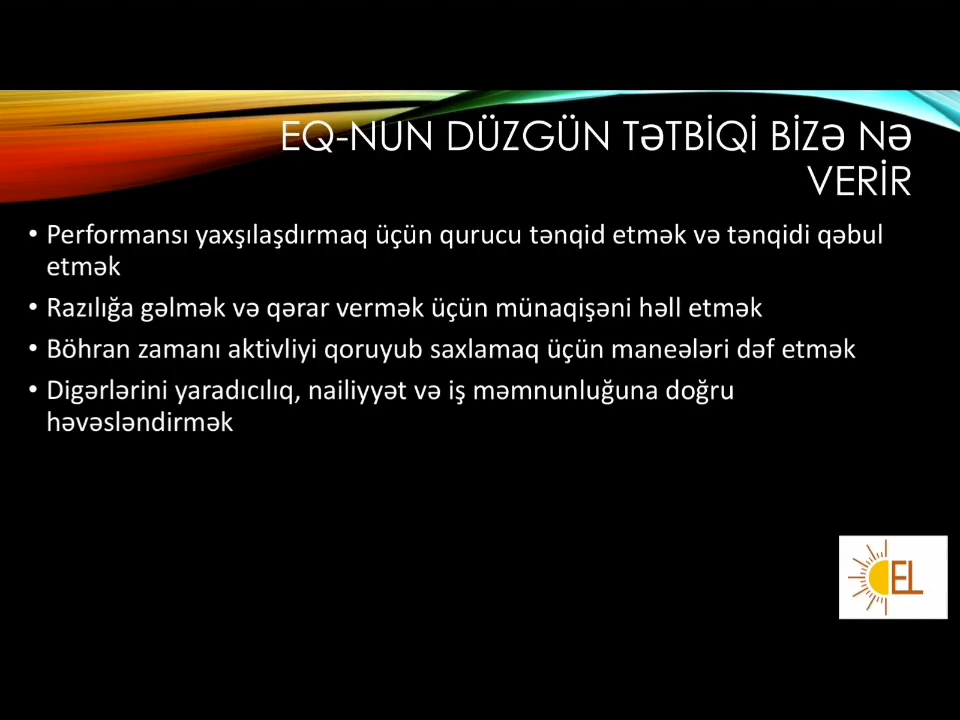 EQ-NUN DÜZGÜN TƏTBİQİ BİZƏ NƏ
VERİR
• Performansı yaxşılaşdırmaq üçün qurucu tənqid etmək və tənqidi qəbul
etmək
• Razılığa gəlmək və qərar vermək üçün münaqişəni həll etmək
• Böhran zamanı aktivliyi qoruyub saxlamaq üçün maneələri dəf etmək
• Digərlərini yaradıcılıq, nailiyyət və iş məmnunluğuna doğru
həvəsləndirmək
EL